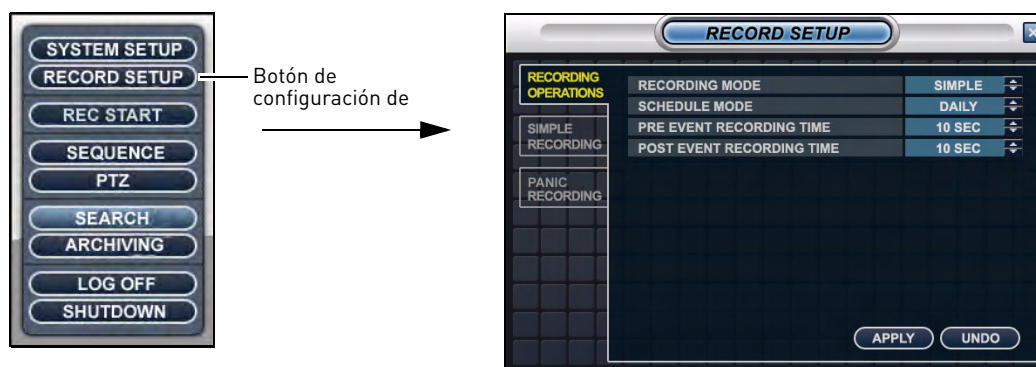 SYSTEM SETUP
RECORD SETUP
REC START
SEQUENCE
PTZ
SEARCH
ARCHIVING
LOG OFF
SHUTDOWN
Botón de
configuración de
RECORD SETUP
RECORDING
OPERATIONS
SIMPLE
RECORDING
PANIC
RECORDING
RECORDING MODE SIMPLE
SCHEDULE MODE DAILY
PRE EVENT RECORDING TIME 10 SEC
POST EVENT RECORDING TIME 10 SEC
APPLY UNDO